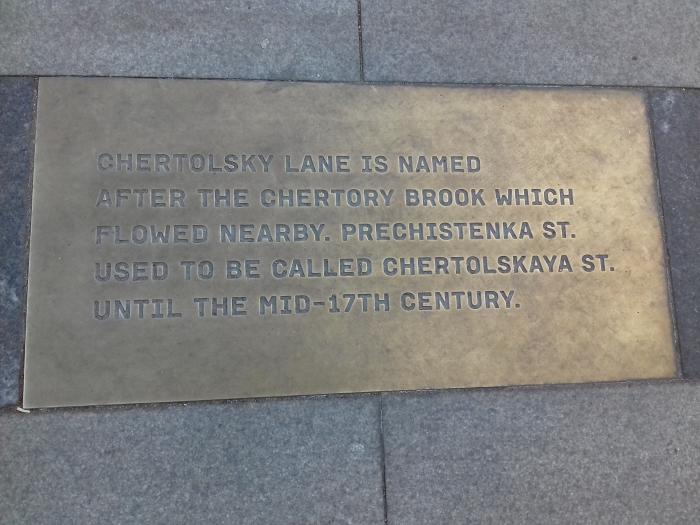 CHERTOLSKY LANE IS NAMED
AFTER THE CHERTORY BROOK WHICH
FLOWED NEARBY. PRECHISTENKA ST.
USED TO BE CALLED CHERTOLSKAYA ST.
UNTIL THE MID-17TH CENTURY.